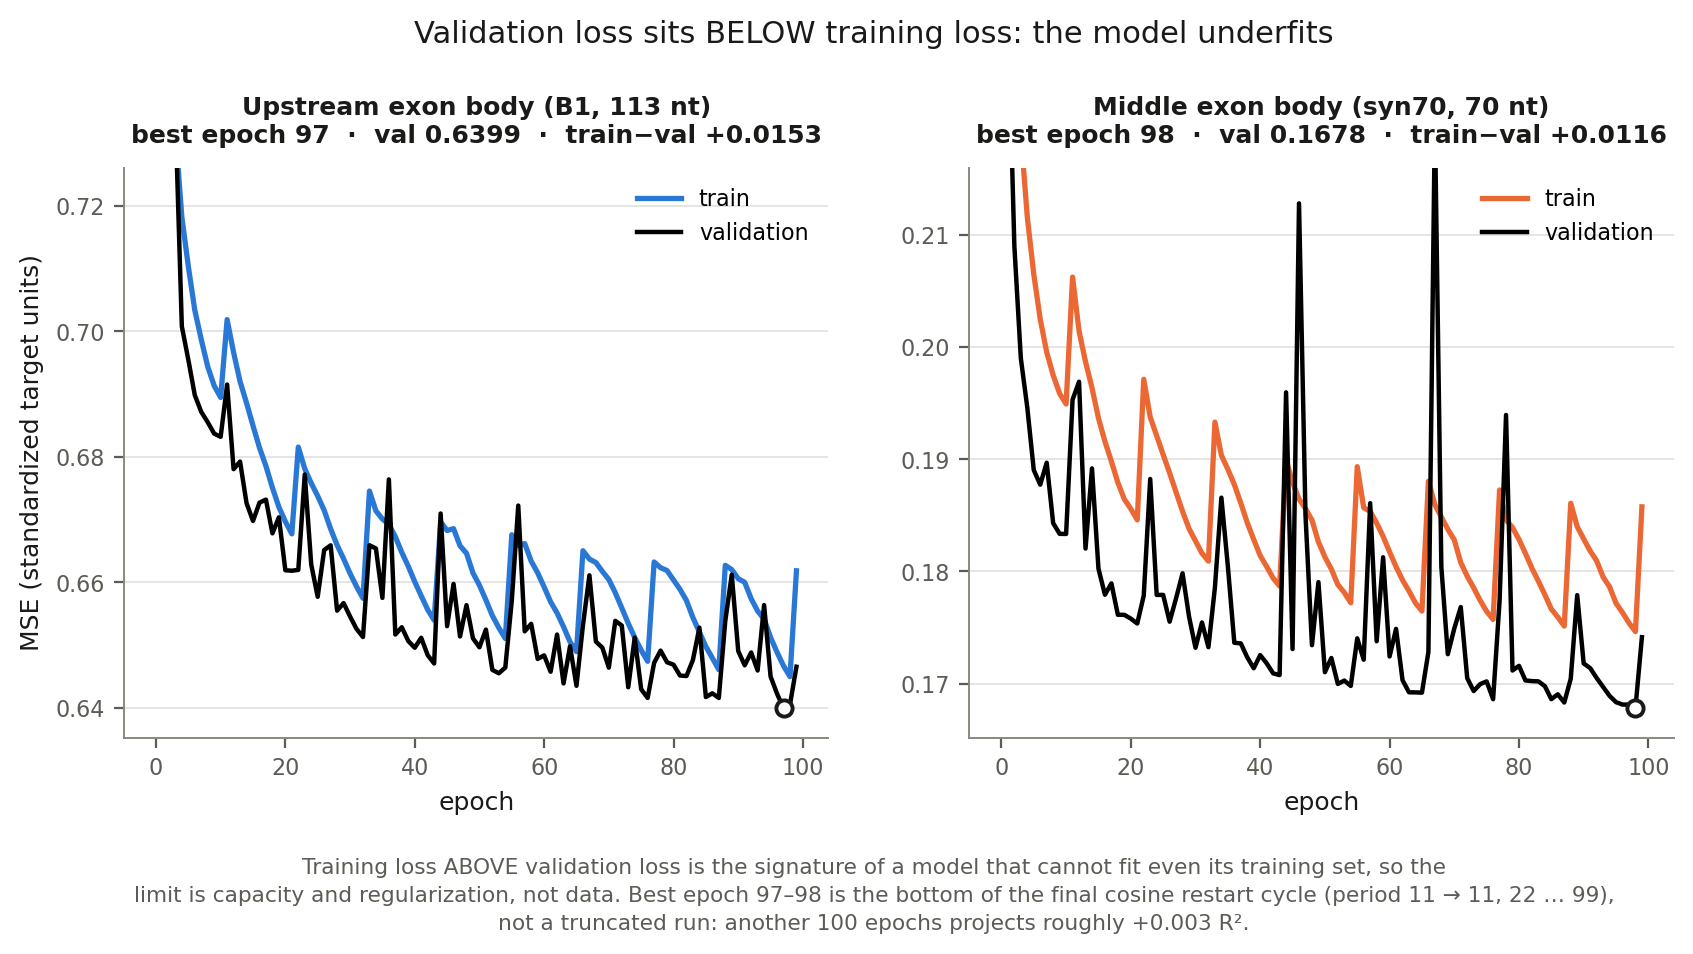 Validation loss sits BELOW training loss: the model underfits
Upstream exon body (B1, 113 nt)
best epoch 97 · val 0.6399 · train−val +0.0153
MSE (standardized target units)
0.72
0.70
0.68
0.66
0.64
train
validation
0
20
40
60
80
100
epoch
Middle exon body (syn70, 70 nt)
best epoch 98 · val 0.1678 · train−val +0.0116
0.21
0.20
0.19
0.18
0.17
train
validation
0
20
40
60
80
100
epoch
Training loss ABOVE validation loss is the signature of a model that cannot fit even its training set, so the
limit is capacity and regularization, not data. Best epoch 97–98 is the bottom of the final cosine restart cycle (period 11 → 11, 22 … 99),
not a truncated run: another 100 epochs projects roughly +0.003 R².